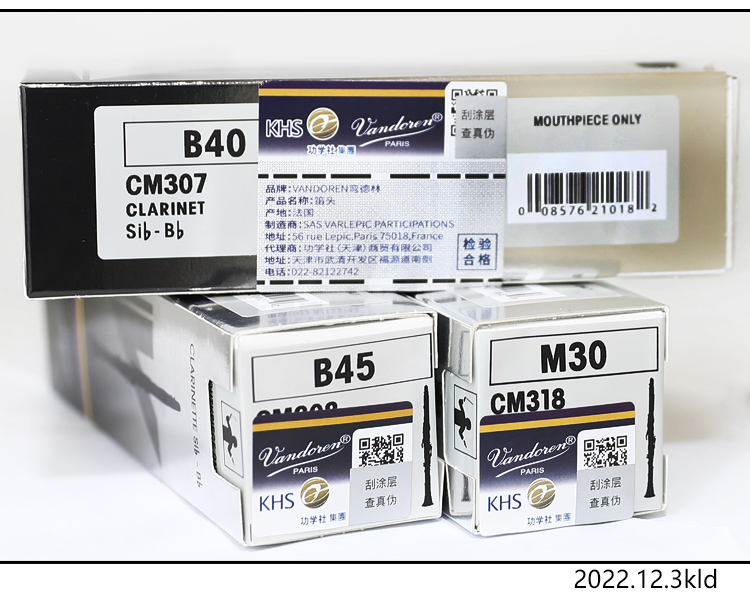 B40
CM307
CLARINET
Si♭-B♭
KHS
功学社 集團
Vandoren®
PARIS
刮涂层
查真伪
品牌:VANDOREN弯德林
产品名称:笛头
产地:法国
制造商:SAS VARLEPIC PARTICIPATIONS
地址:56 rue Lepic,Paris 75018,France
代理商:功学社(天津)商贸有限公司
地址:天津市武清开发区福源道南侧
电话:022-82122742
检验
合格
MOUTHPIECE ONLY
0 08576 21018 2
CLARINETTE Si♭ - B♭
B45
Vandoren®
PARIS
KHS
功学社 集團
刮涂层
查真伪
M30
CM318
Vandoren®
PARIS
KHS
功学社 集團
刮涂层
查真伪
2022.12.3kld